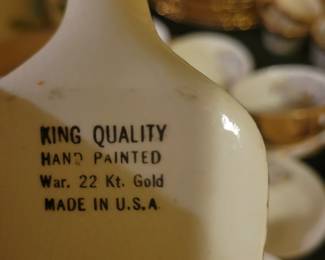 KING QUALITY
HAND PAINTED
War. 22 Kt. Gold
MADE IN U.S.A.